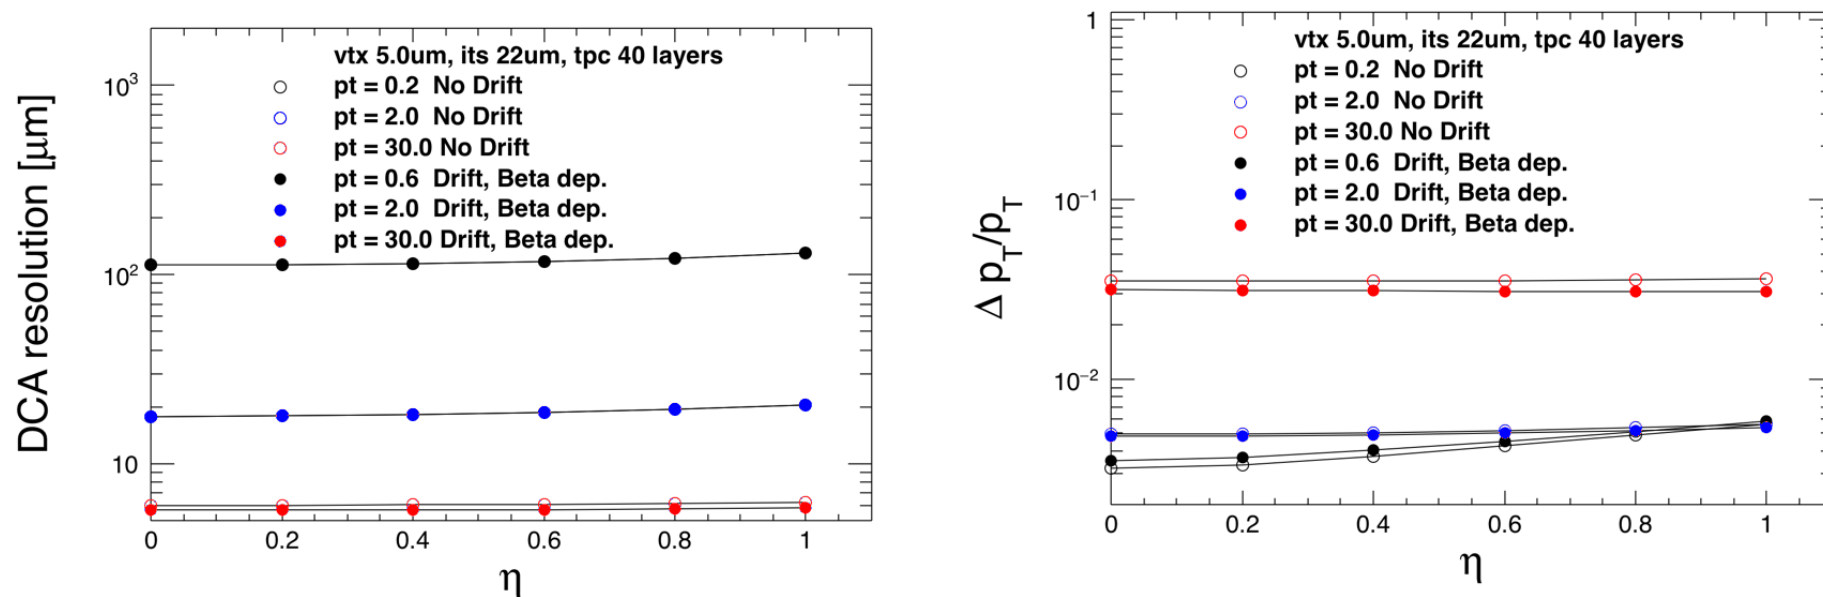 DCA resolution [μm]
10³
10²
10
vtx 5.0um, its 22um, tpc 40 layers
pt = 0.2 No Drift
pt = 2.0 No Drift
pt = 30.0 No Drift
pt = 0.6 Drift, Beta dep.
pt = 2.0 Drift, Beta dep.
pt = 30.0 Drift, Beta dep.
0 0.2 0.4 0.6 0.8 1
η
Δ p_T/p_T
1
10⁻¹
10⁻²
vtx 5.0um, its 22um, tpc 40 layers
pt = 0.2 No Drift
pt = 2.0 No Drift
pt = 30.0 No Drift
pt = 0.6 Drift, Beta dep.
pt = 2.0 Drift, Beta dep.
pt = 30.0 Drift, Beta dep.
0 0.2 0.4 0.6 0.8 1
η